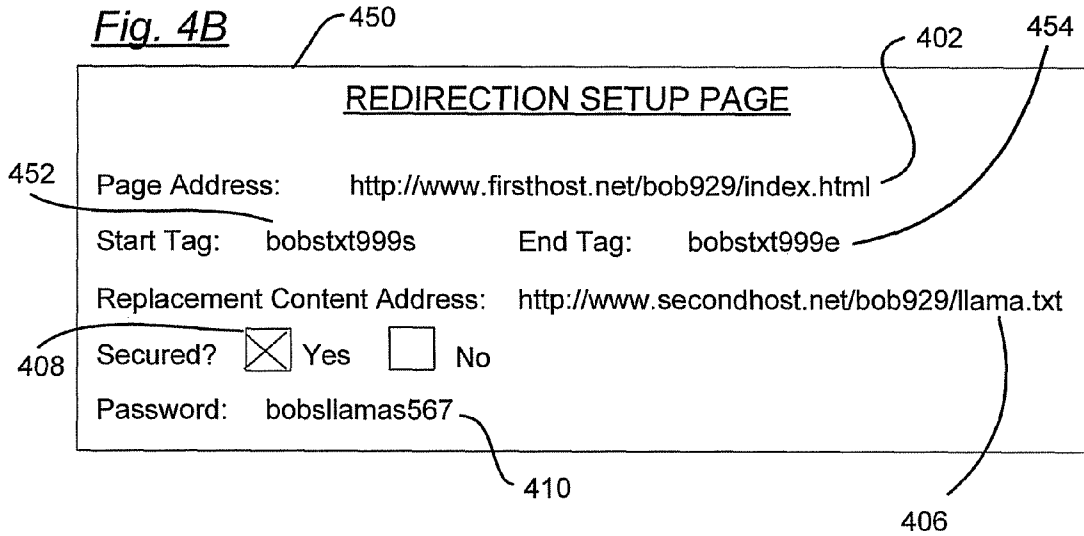 Fig. 4B
450
402
454
REDIRECTION SETUP PAGE
452
Page Address: http://www.firsthost.net/bob929/index.html
Start Tag: bobstxt999s End Tag: bobstxt999e
Replacement Content Address: http://www.secondhost.net/bob929/llama.txt
408
Secured? Yes No
Password: bobsllamas567
410
406